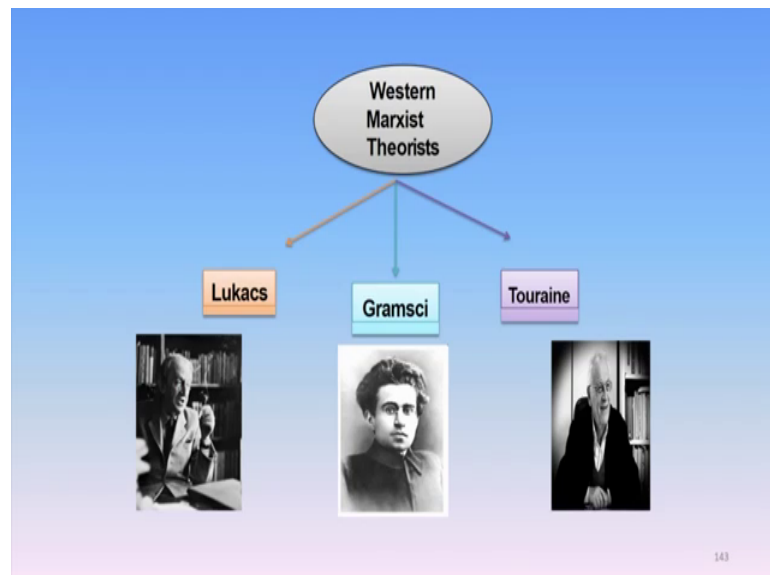 Western
Marxist
Theorists
Lukacs
Gramsci
Touraine
143